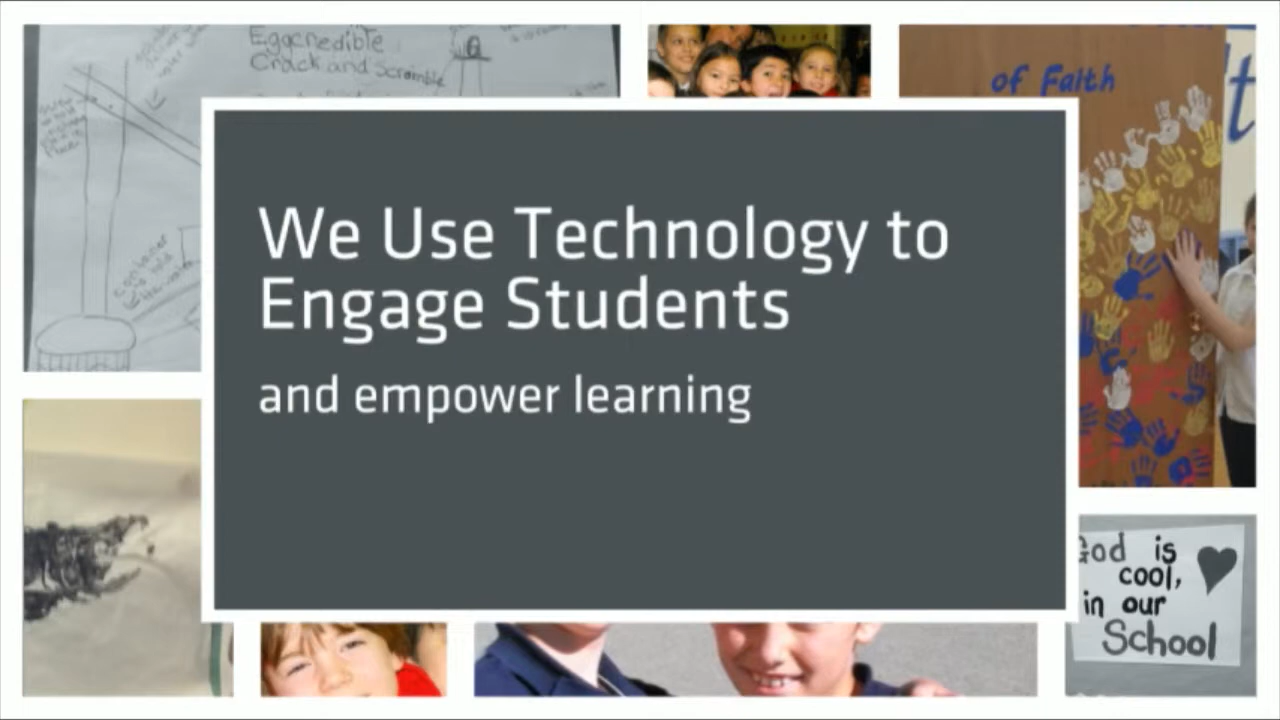 Eggcredible
Crack and Scramble
of Faith
We Use Technology to
Engage Students
and empower learning
God is
cool,
in our
School